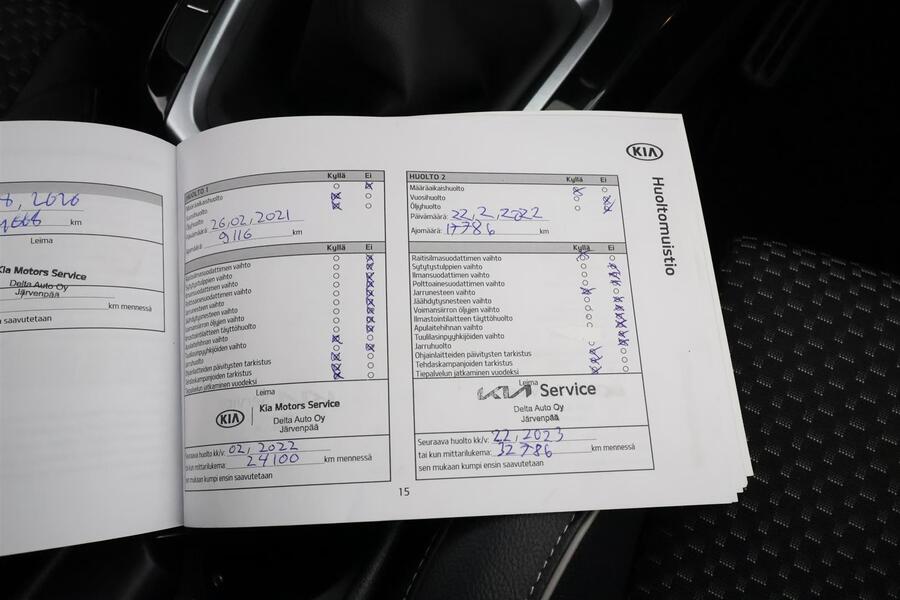 8, 2020
km
Leima
Kia Motors Service
Delta Auto Oy
Järvenpää
km mennessä
saavutetaan
HUOLTO 1
Kyllä Ei
Määräaikaishuolto
Vuosihuolto
Öljyhuolto
Päivämäärä: 26,02,2021
Ajomäärä: 9116 km
Kyllä Ei
Raitisilmasuodattimen vaihto
Sytytystulppien vaihto
Ilmansuodattimen vaihto
Polttoainesuodattimen vaihto
Jarrunesteen vaihto
Jäähdytysnesteen vaihto
Voimansiirron öljyjen vaihto
Ilmastointilaitteen täyttöhuolto
Apulaitehihnan vaihto
Tuulilasinpyyhkijöiden vaihto
Jarruhuolto
Ohjainlaitteiden päivitysten tarkistus
Tehdaskampanjoiden tarkistus
Tiepalvelun jatkaminen vuodeksi
Leima
KIA Kia Motors Service
Delta Auto Oy
Järvenpää
Seuraava huolto kk/v: 02, 2022
tai kun mittarilukema: 24100 km mennessä
sen mukaan kumpi ensin saavutetaan
HUOLTO 2
Kyllä Ei
Määräaikaishuolto
Vuosihuolto
Öljyhuolto
Päivämäärä: 22,2,2022
Ajomäärä: 17786 km
Kyllä Ei
Raitisilmasuodattimen vaihto
Sytytystulppien vaihto
Ilmansuodattimen vaihto
Polttoainesuodattimen vaihto
Jarrunesteen vaihto
Jäähdytysnesteen vaihto
Voimansiirron öljyjen vaihto
Ilmastointilaitteen täyttöhuolto
Apulaitehihnan vaihto
Tuulilasinpyyhkijöiden vaihto
Jarruhuolto
Ohjainlaitteiden päivitysten tarkistus
Tehdaskampanjoiden tarkistus
Tiepalvelun jatkaminen vuodeksi
Leima
KIA Service
Delta Auto Oy
Järvenpää
Seuraava huolto kk/v: 22, 2023
tai kun mittarilukema: 32786 km mennessä
sen mukaan kumpi ensin saavutetaan
KIA
Huoltomuistio
15